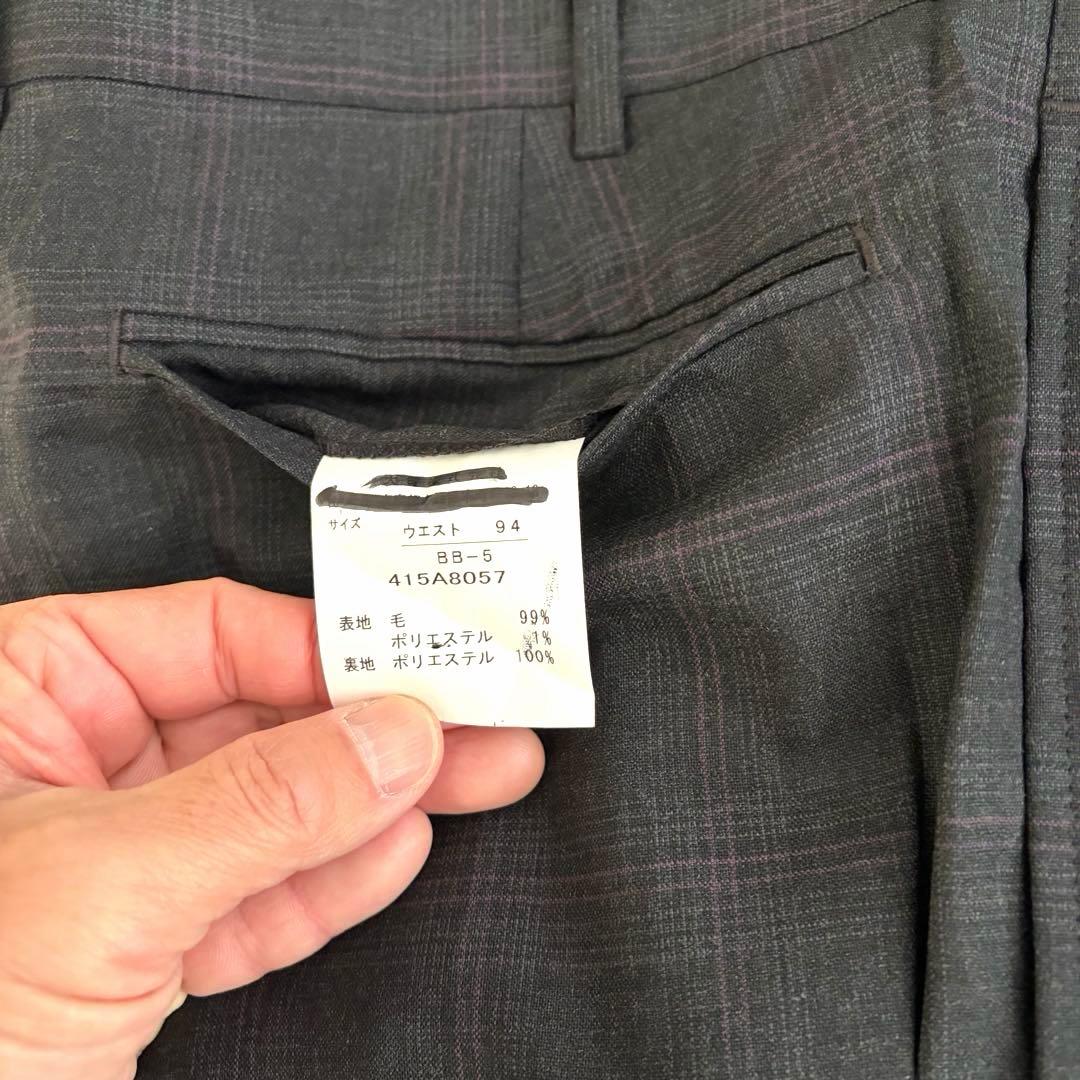 サイズ ウエスト 94
BB-5
415A8057
表地 毛 99%
ポリエステル 1%
裏地 ポリエステル 100%